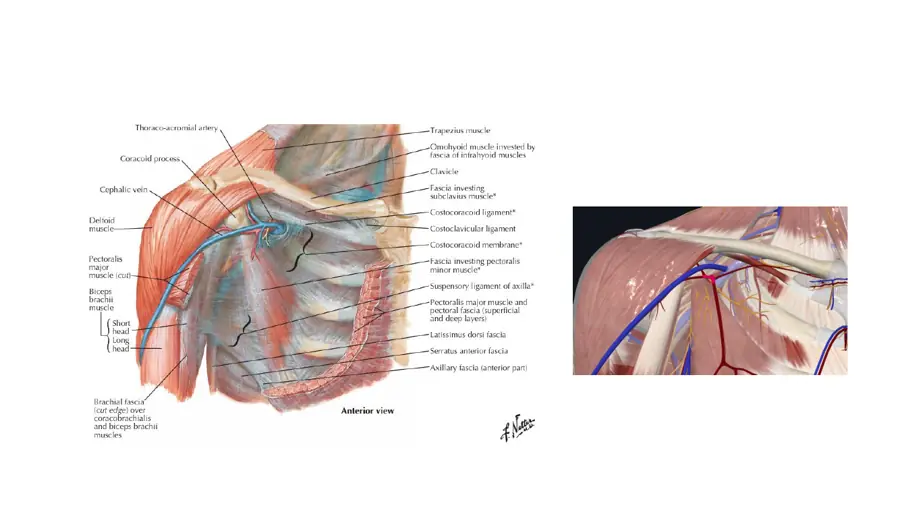 Thoraco-acromial artery
Coracoid process
Cephalic vein
Deltoid
muscle
Pectoralis
major
muscle (cut)
Biceps
brachii
muscle
Short
head
Long
head
Brachial fascia
(cut edge) over
coracobrachialis
and biceps brachii
muscles
Trapezius muscle
Omohyoid muscle invested by
fascia of infrahyoid muscles
Clavicle
Fascia investing
subclavius muscle*
Costocoracoid ligament*
Costoclavicular ligament
Costocoracoid membrane*
Fascia investing pectoralis
minor muscle*
Suspensory ligament of axilla*
Pectoralis major muscle and
pectoral fascia (superficial
and deep layers)
Latissimus dorsi fascia
Serratus anterior fascia
Axillary fascia (anterior part)
Anterior view
F. Netter